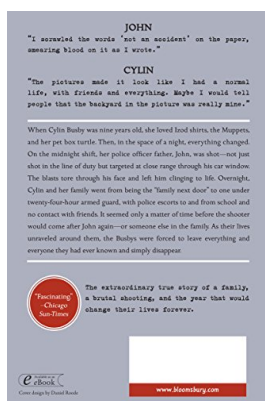 JOHN
"I scrawled the words 'not an accident' on the paper,
smearing blood on it as I wrote."
CYLIN
"The pictures made it look like I had a normal
life, with friends and everything. Maybe I would tell
people that the backyard in the picture was really mine."
When Cylin Busby was nine years old, she loved Izod shirts, the Muppets,
and her pet box turtle. Then, in the space of a night, everything changed.
On the midnight shift, her police officer father, John, was shot—not just
shot in the line of duty but targeted at close range through his car window.
The blasts tore through his face and left him clinging to life. Overnight,
Cylin and her family went from being the "family next door" to one under
twenty-four-hour armed guard, with police escorts to and from school and
no contact with friends. It seemed only a matter of time before the shooter
would come after John again—or someone else in the family. As their lives
unraveled around them, the Busbys were forced to leave everything and
everyone they had ever known and simply disappear.
"Fascinating"
—Chicago
Sun-Times
The extraordinary true story of a family,
a brutal shooting, and the year that would
change their lives forever.
eBook
Cover design by Daniel Roode
www.bloomsbury.com